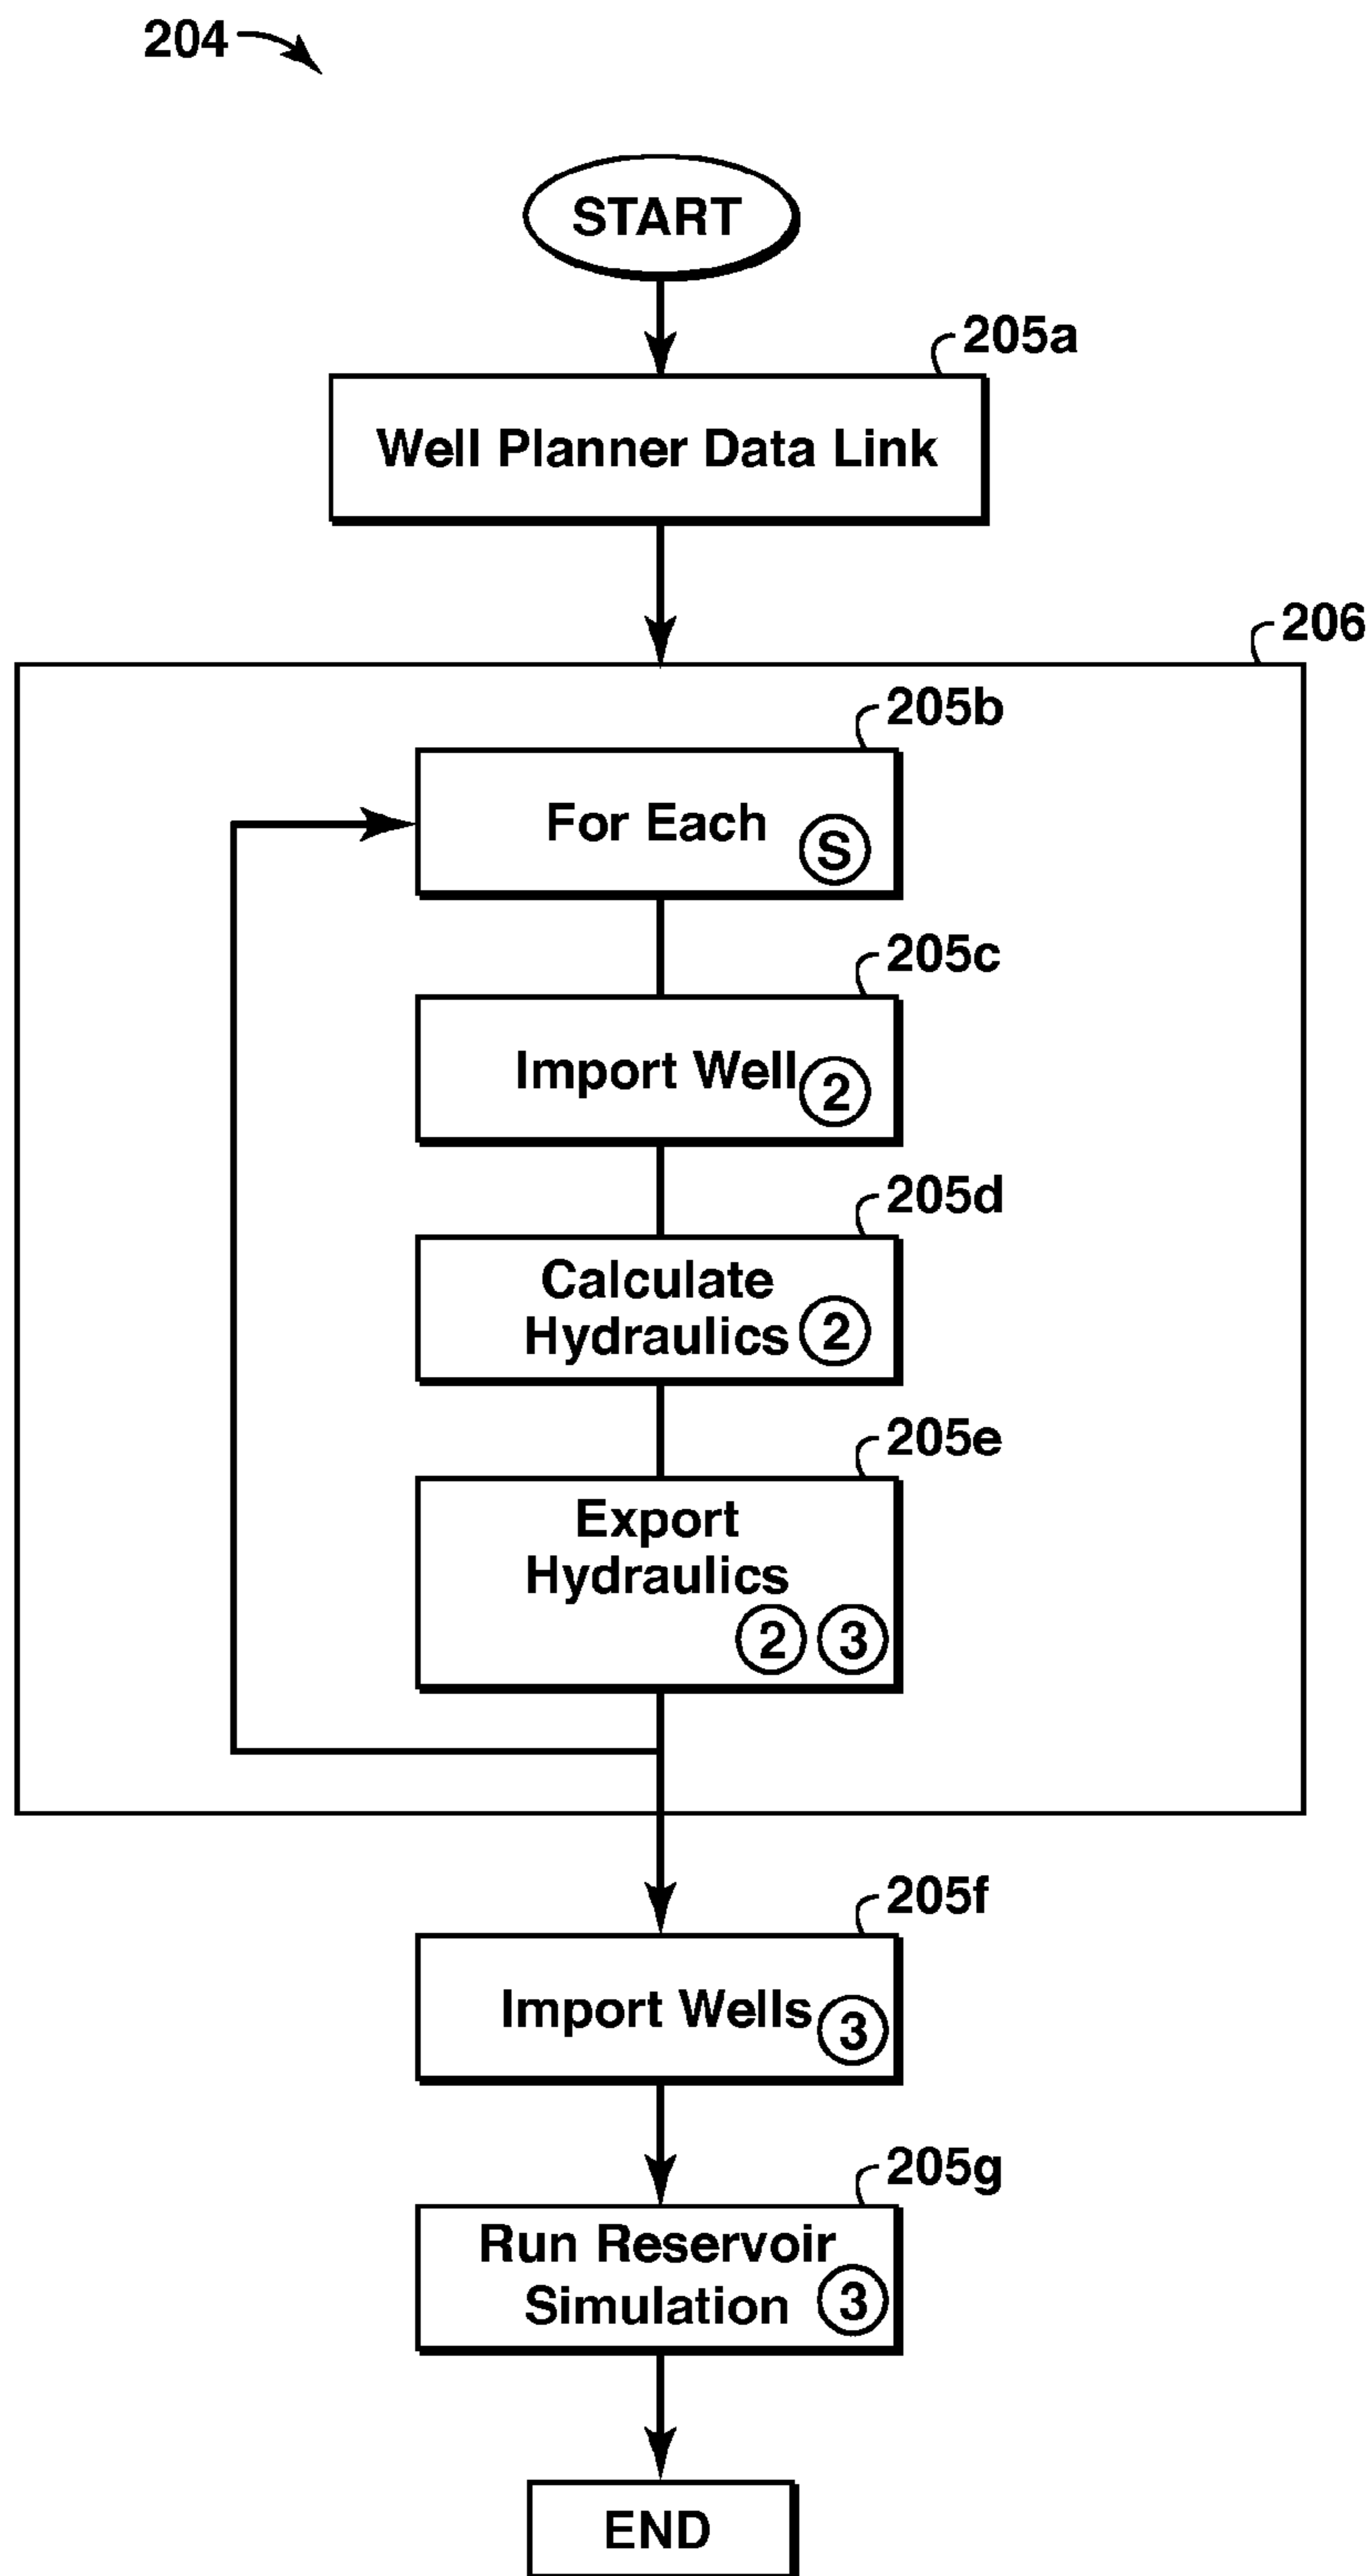 204
START
205a
Well Planner Data Link
206
205b
For Each
S
205c
Import Well
2
205d
Calculate
Hydraulics
2
205e
Export
Hydraulics
2 3
205f
Import Wells
3
205g
Run Reservoir
Simulation
3
END